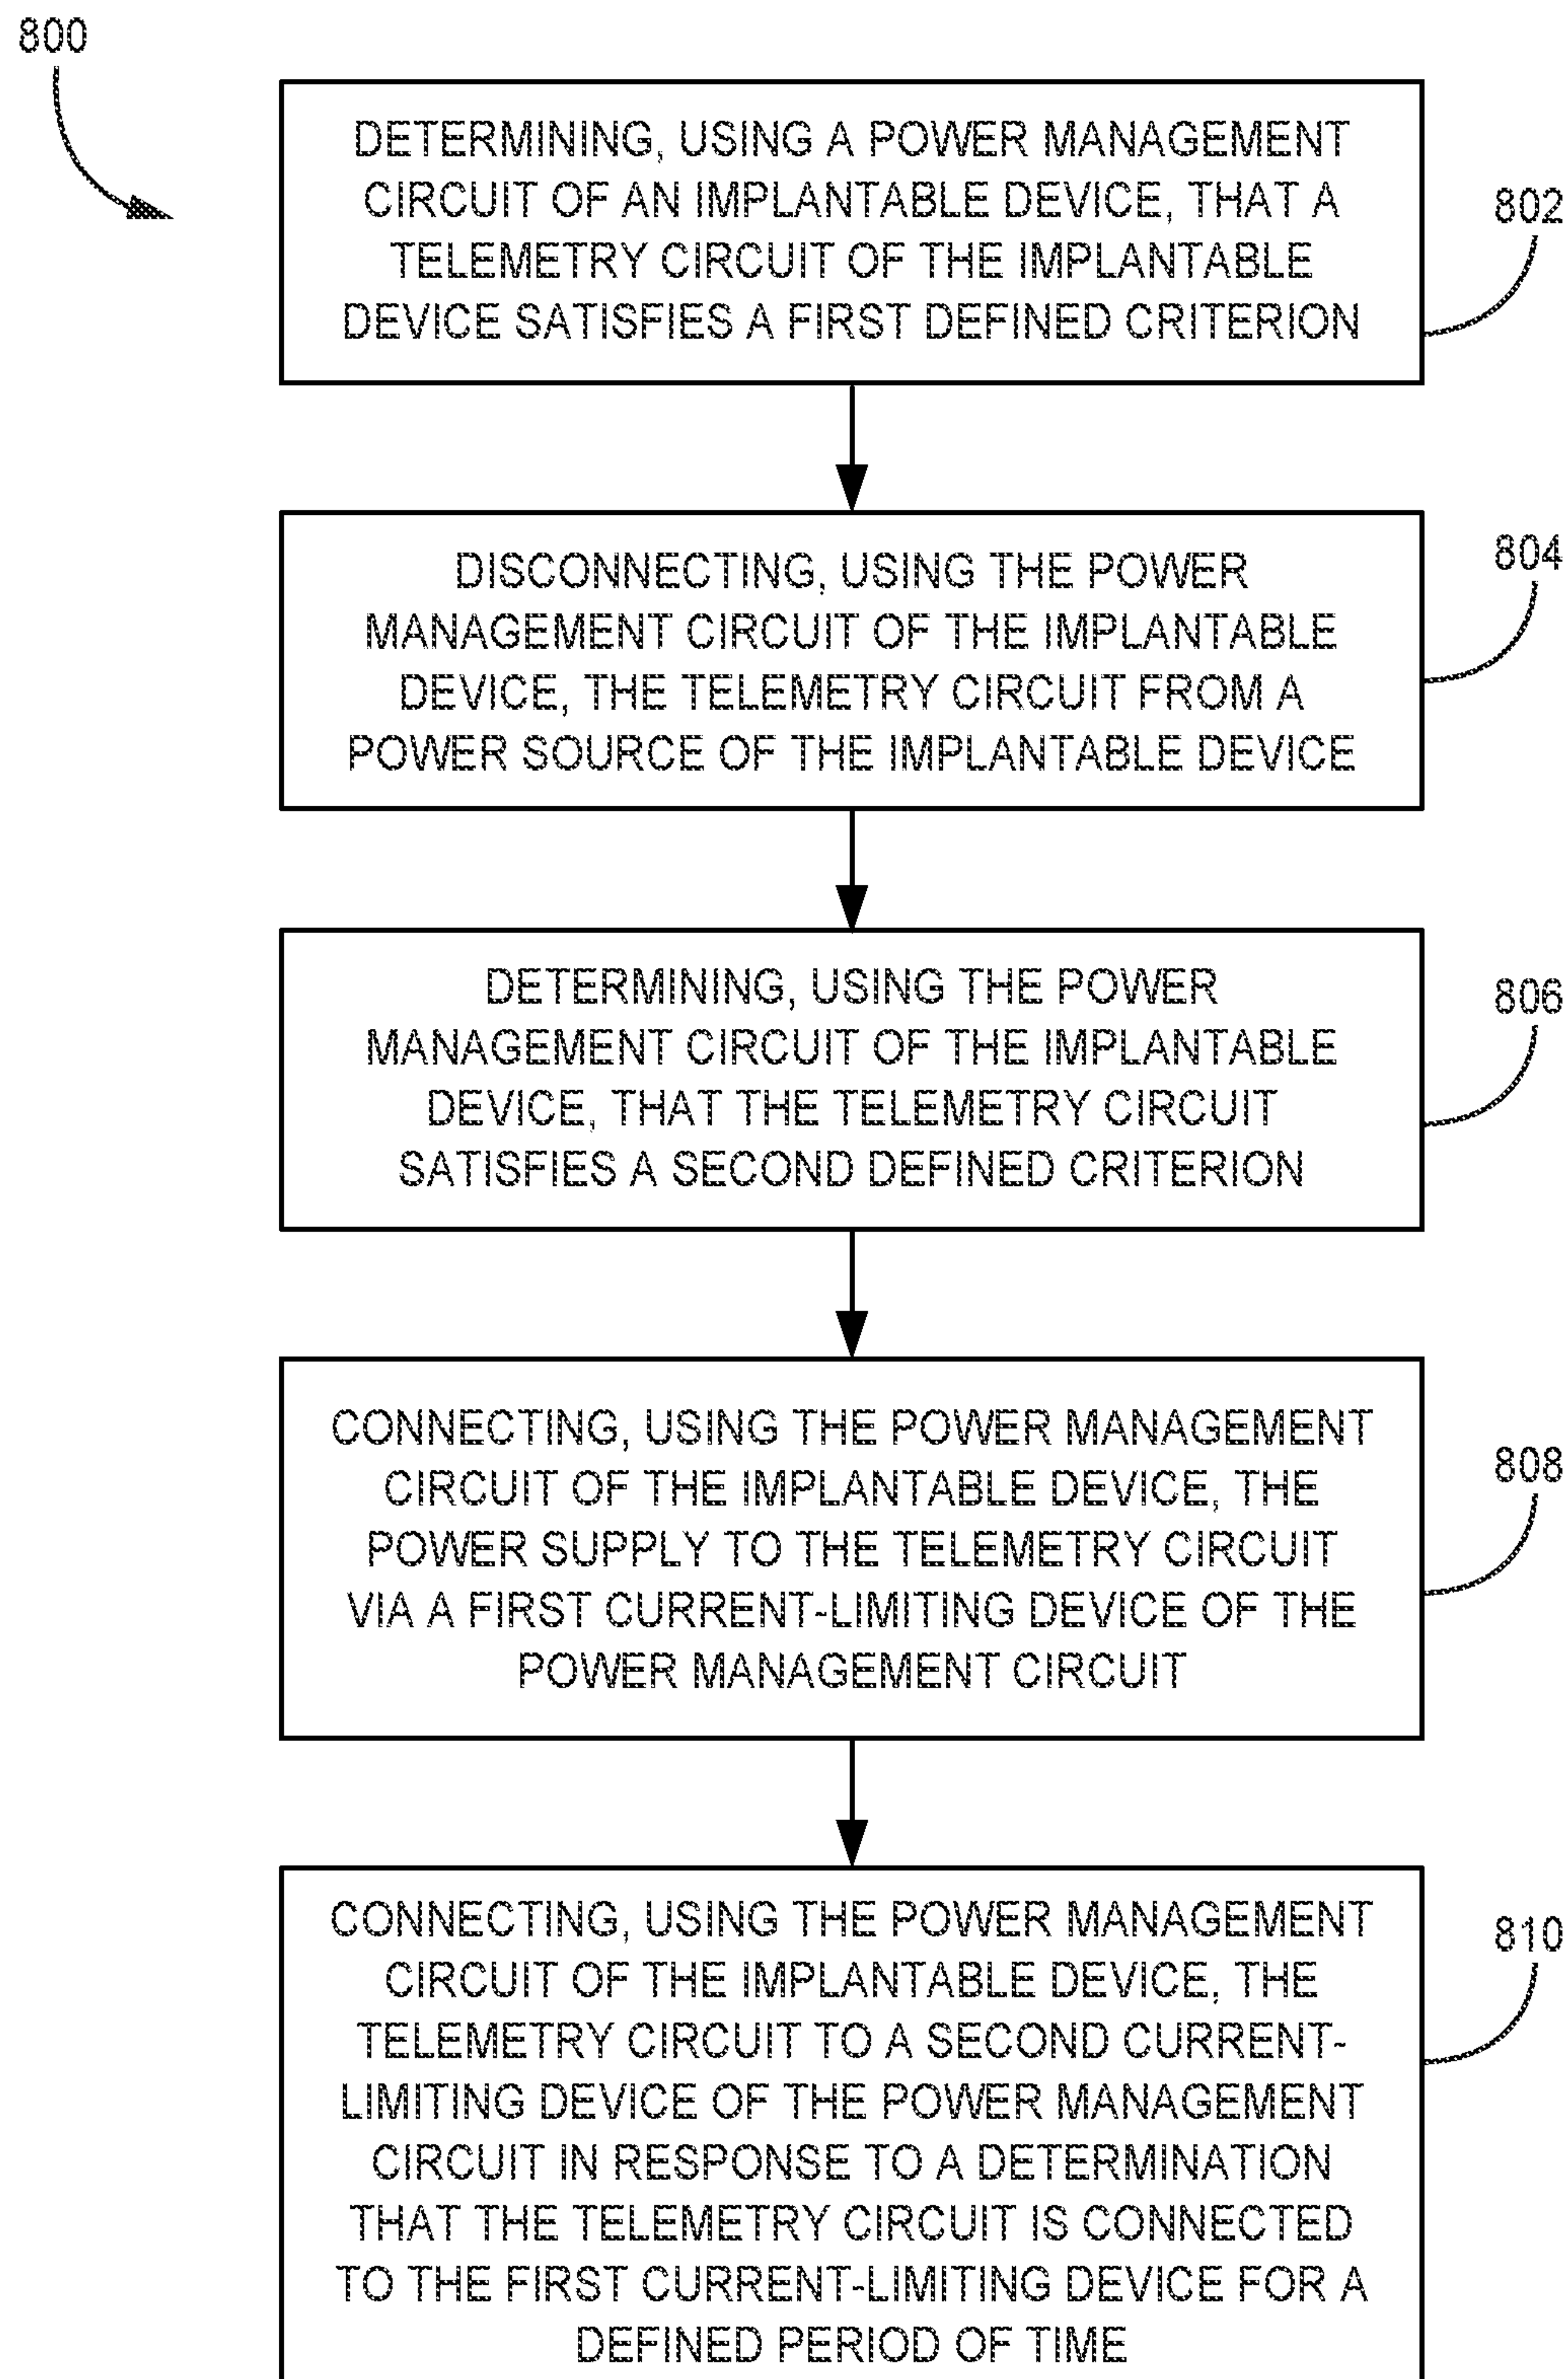 800
DETERMINING, USING A POWER MANAGEMENT
CIRCUIT OF AN IMPLANTABLE DEVICE, THAT A
TELEMETRY CIRCUIT OF THE IMPLANTABLE
DEVICE SATISFIES A FIRST DEFINED CRITERION
802
DISCONNECTING, USING THE POWER
MANAGEMENT CIRCUIT OF THE IMPLANTABLE
DEVICE, THE TELEMETRY CIRCUIT FROM A
POWER SOURCE OF THE IMPLANTABLE DEVICE
804
DETERMINING, USING THE POWER
MANAGEMENT CIRCUIT OF THE IMPLANTABLE
DEVICE, THAT THE TELEMETRY CIRCUIT
SATISFIES A SECOND DEFINED CRITERION
806
CONNECTING, USING THE POWER MANAGEMENT
CIRCUIT OF THE IMPLANTABLE DEVICE, THE
POWER SUPPLY TO THE TELEMETRY CIRCUIT
VIA A FIRST CURRENT-LIMITING DEVICE OF THE
POWER MANAGEMENT CIRCUIT
808
CONNECTING, USING THE POWER MANAGEMENT
CIRCUIT OF THE IMPLANTABLE DEVICE, THE
TELEMETRY CIRCUIT TO A SECOND CURRENT-
LIMITING DEVICE OF THE POWER MANAGEMENT
CIRCUIT IN RESPONSE TO A DETERMINATION
THAT THE TELEMETRY CIRCUIT IS CONNECTED
TO THE FIRST CURRENT-LIMITING DEVICE FOR A
DEFINED PERIOD OF TIME
810